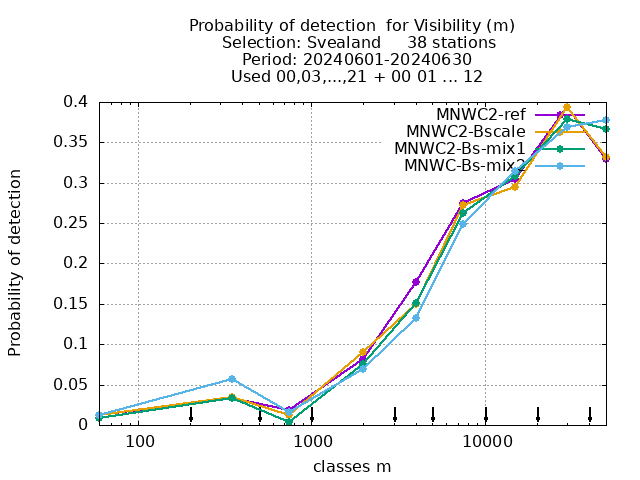 Probability of detection  for Visibility (m)
Selection: Svealand     38 stations
Period: 20240601-20240630
Used 00,03,...,21 + 00 01 ... 12
Probability of detection
0.4
0.35
0.3
0.25
0.2
0.15
0.1
0.05
0
MNWC2-ref
MNWC2-Bscale
MNWC2-Bs-mix1
MNWC-Bs-mix2
100
1000
10000
classes m